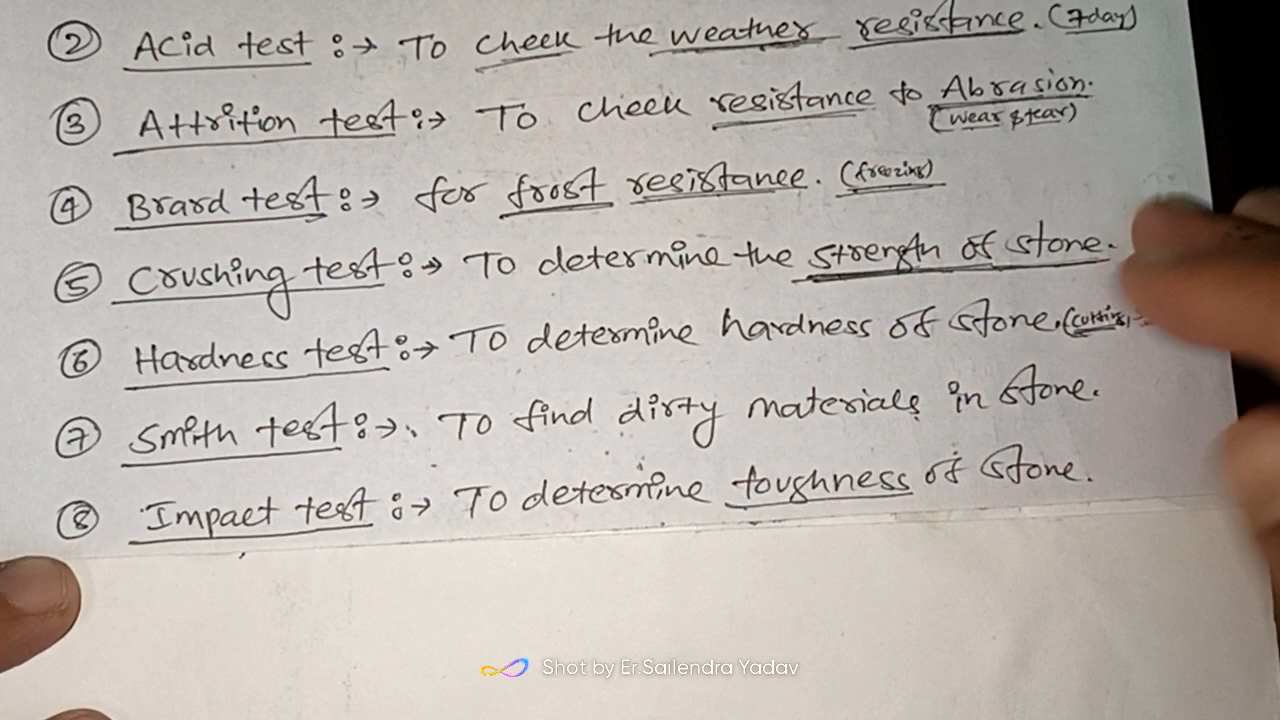 ② Acid test :→ To check the weather resistance. (7day)
③ Attrition test :→ To check resistance to Abrasion.
(wear & tear)
④ Brard test :→ for frost resistance. (freezing)
⑤ Crushing test :→ To determine the strength of stone.
⑥ Hardness test :→ To determine hardness of stone. (cutting)
⑦ Smith test :→ To find dirty materials in stone.
⑧ Impact test :→ To determine toughness of stone.
Shot by Er.Sailendra Yadav